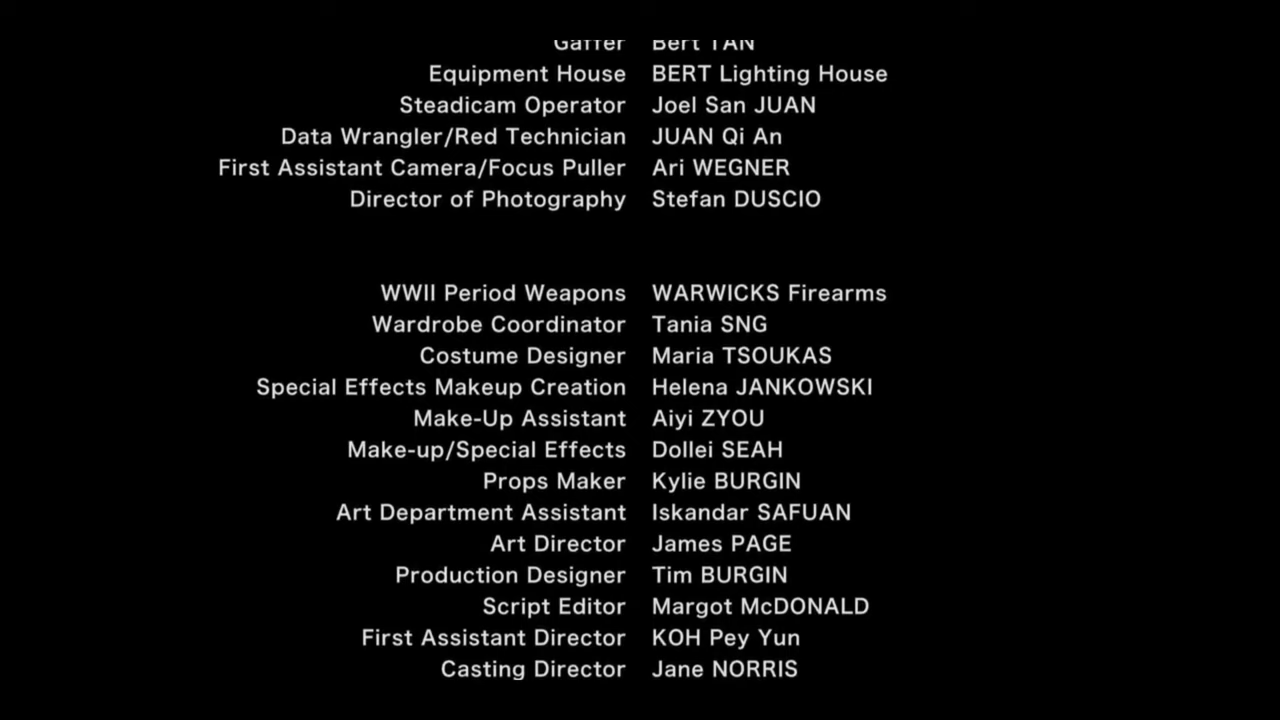 Gaffer Bert TAN
Equipment House BERT Lighting House
Steadicam Operator Joel San JUAN
Data Wrangler/Red Technician JUAN Qi An
First Assistant Camera/Focus Puller Ari WEGNER
Director of Photography Stefan DUSCIO
WWII Period Weapons WARWICKS Firearms
Wardrobe Coordinator Tania SNG
Costume Designer Maria TSOUKAS
Special Effects Makeup Creation Helena JANKOWSKI
Make-Up Assistant Aiyi ZYOU
Make-up/Special Effects Dollei SEAH
Props Maker Kylie BURGIN
Art Department Assistant Iskandar SAFUAN
Art Director James PAGE
Production Designer Tim BURGIN
Script Editor Margot McDONALD
First Assistant Director KOH Pey Yun
Casting Director Jane NORRIS